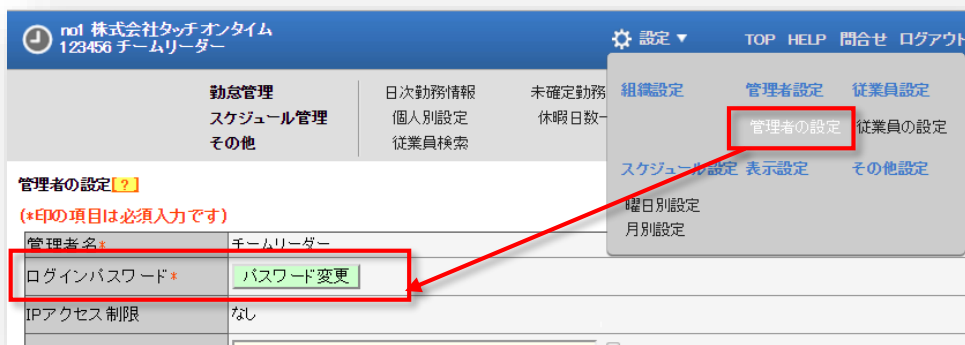 no1 株式会社タッチオンタイム
123456 チームリーダー
設定 ▼ TOP HELP 問合せ ログアウト
勤怠管理 日次勤務情報 未確定勤務
スケジュール管理 個人別設定 休暇日数一
その他 従業員検索
組織設定 管理者設定 従業員設定
管理者の設定 従業員の設定
スケジュール設定 表示設定 その他設定
曜日別設定
月別設定
管理者の設定[?]
(*印の項目は必須入力です)
管理者名* チームリーダー
ログインパスワード* パスワード変更
IPアクセス制限 なし